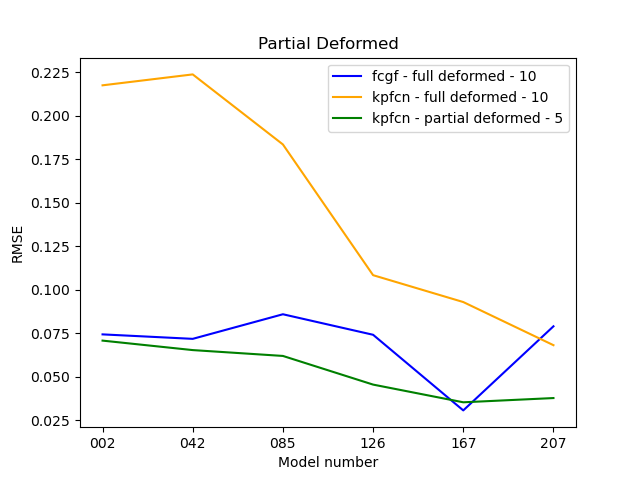 Partial Deformed
fcgf - full deformed - 10
kpfcn - full deformed - 10
kpfcn - partial deformed - 5
RMSE
0.225
0.200
0.175
0.150
0.125
0.100
0.075
0.050
0.025
002 042 085 126 167 207
Model number